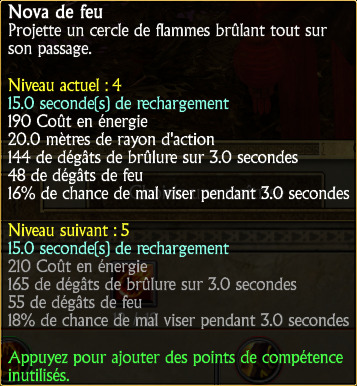 Nova de feu
Projette un cercle de flammes brûlant tout sur
son passage.
Niveau actuel : 4
15.0 seconde(s) de rechargement
190 Coût en énergie
20.0 mètres de rayon d'action
144 de dégâts de brûlure sur 3.0 secondes
48 de dégâts de feu
16% de chance de mal viser pendant 3.0 secondes
Niveau suivant : 5
15.0 seconde(s) de rechargement
210 Coût en énergie
165 de dégâts de brûlure sur 3.0 secondes
55 de dégâts de feu
18% de chance de mal viser pendant 3.0 secondes
Appuyez pour ajouter des points de compétence
inutilisés.